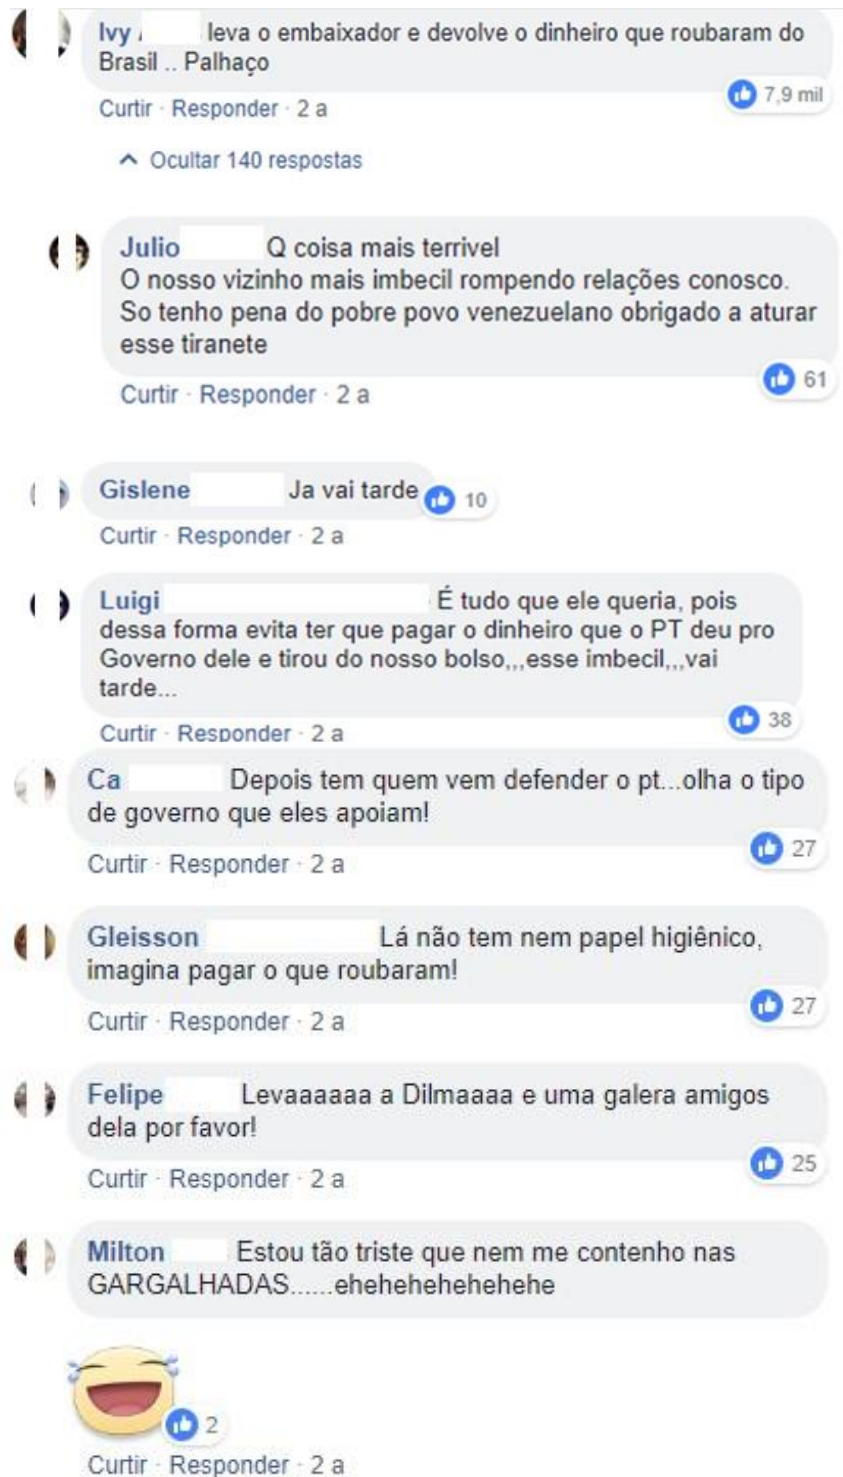 Ivy leva o embaixador e devolve o dinheiro que roubaram do
Brasil .. Palhaço
7,9 mil
Curtir · Responder · 2 a
Ocultar 140 respostas
Julio Q coisa mais terrivel
O nosso vizinho mais imbecil rompendo relações conosco.
So tenho pena do pobre povo venezuelano obrigado a aturar
esse tiranete
61
Curtir · Responder · 2 a
Gislene Ja vai tarde 10
Curtir · Responder · 2 a
Luigi É tudo que ele queria, pois
dessa forma evita ter que pagar o dinheiro que o PT deu pro
Governo dele e tirou do nosso bolso,,,esse imbecil,,,vai
tarde...
38
Curtir · Responder · 2 a
Ca Depois tem quem vem defender o pt...olha o tipo
de governo que eles apoiam!
27
Curtir · Responder · 2 a
Gleisson Lá não tem nem papel higiênico,
imagina pagar o que roubaram!
27
Curtir · Responder · 2 a
Felipe Levaaaaaa a Dilmaaaa e uma galera amigos
dela por favor!
25
Curtir · Responder · 2 a
Milton Estou tão triste que nem me contenho nas
GARGALHADAS......ehehehehehehehe
2
Curtir · Responder · 2 a